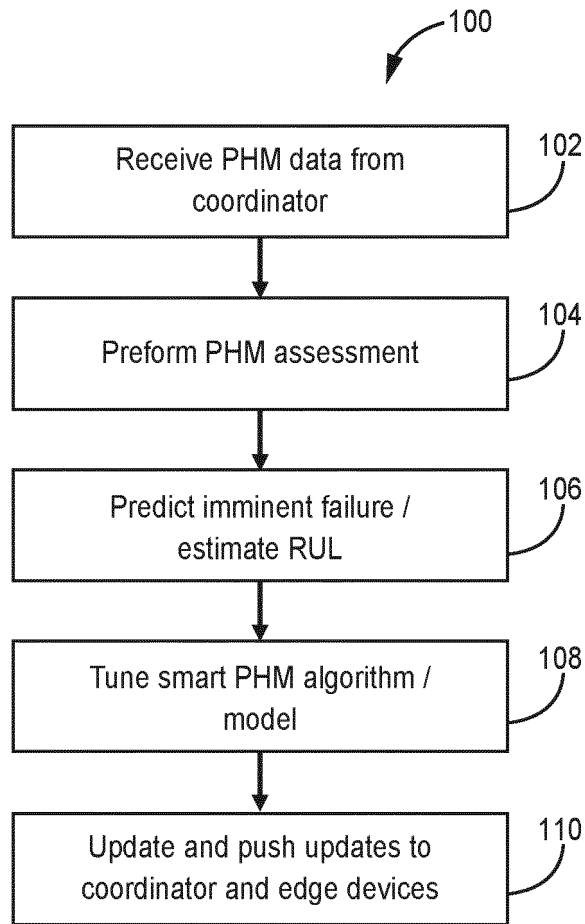 100
Receive PHM data from
coordinator
102
Preform PHM assessment
104
Predict imminent failure /
estimate RUL
106
Tune smart PHM algorithm /
model
108
Update and push updates to
coordinator and edge devices
110